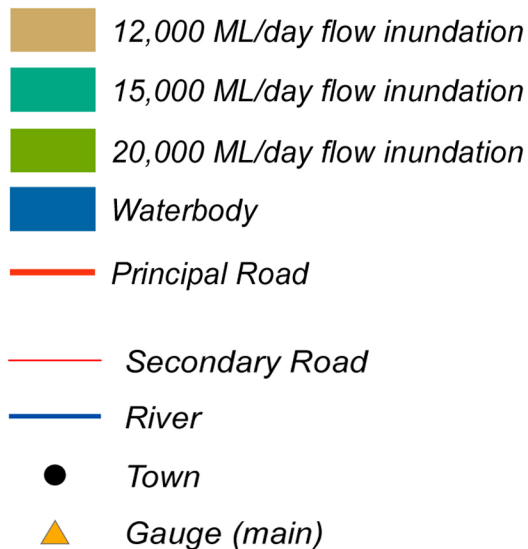 12,000 ML/day flow inundation
15,000 ML/day flow inundation
20,000 ML/day flow inundation
Waterbody
Principal Road
Secondary Road
River
Town
Gauge (main)